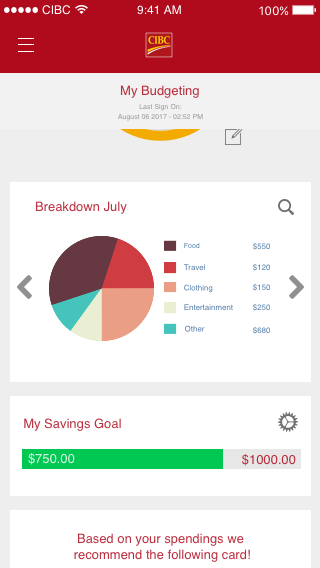 CIBC 9:41 AM 100%
CIBC
My Budgeting
Last Sign On:
August 06 2017 - 02:52 PM
Breakdown July
Food $550
Travel $120
Clothing $150
Entertainment $250
Other $680
My Savings Goal
$750.00 $1000.00
Based on your spendings we
recommend the following card!